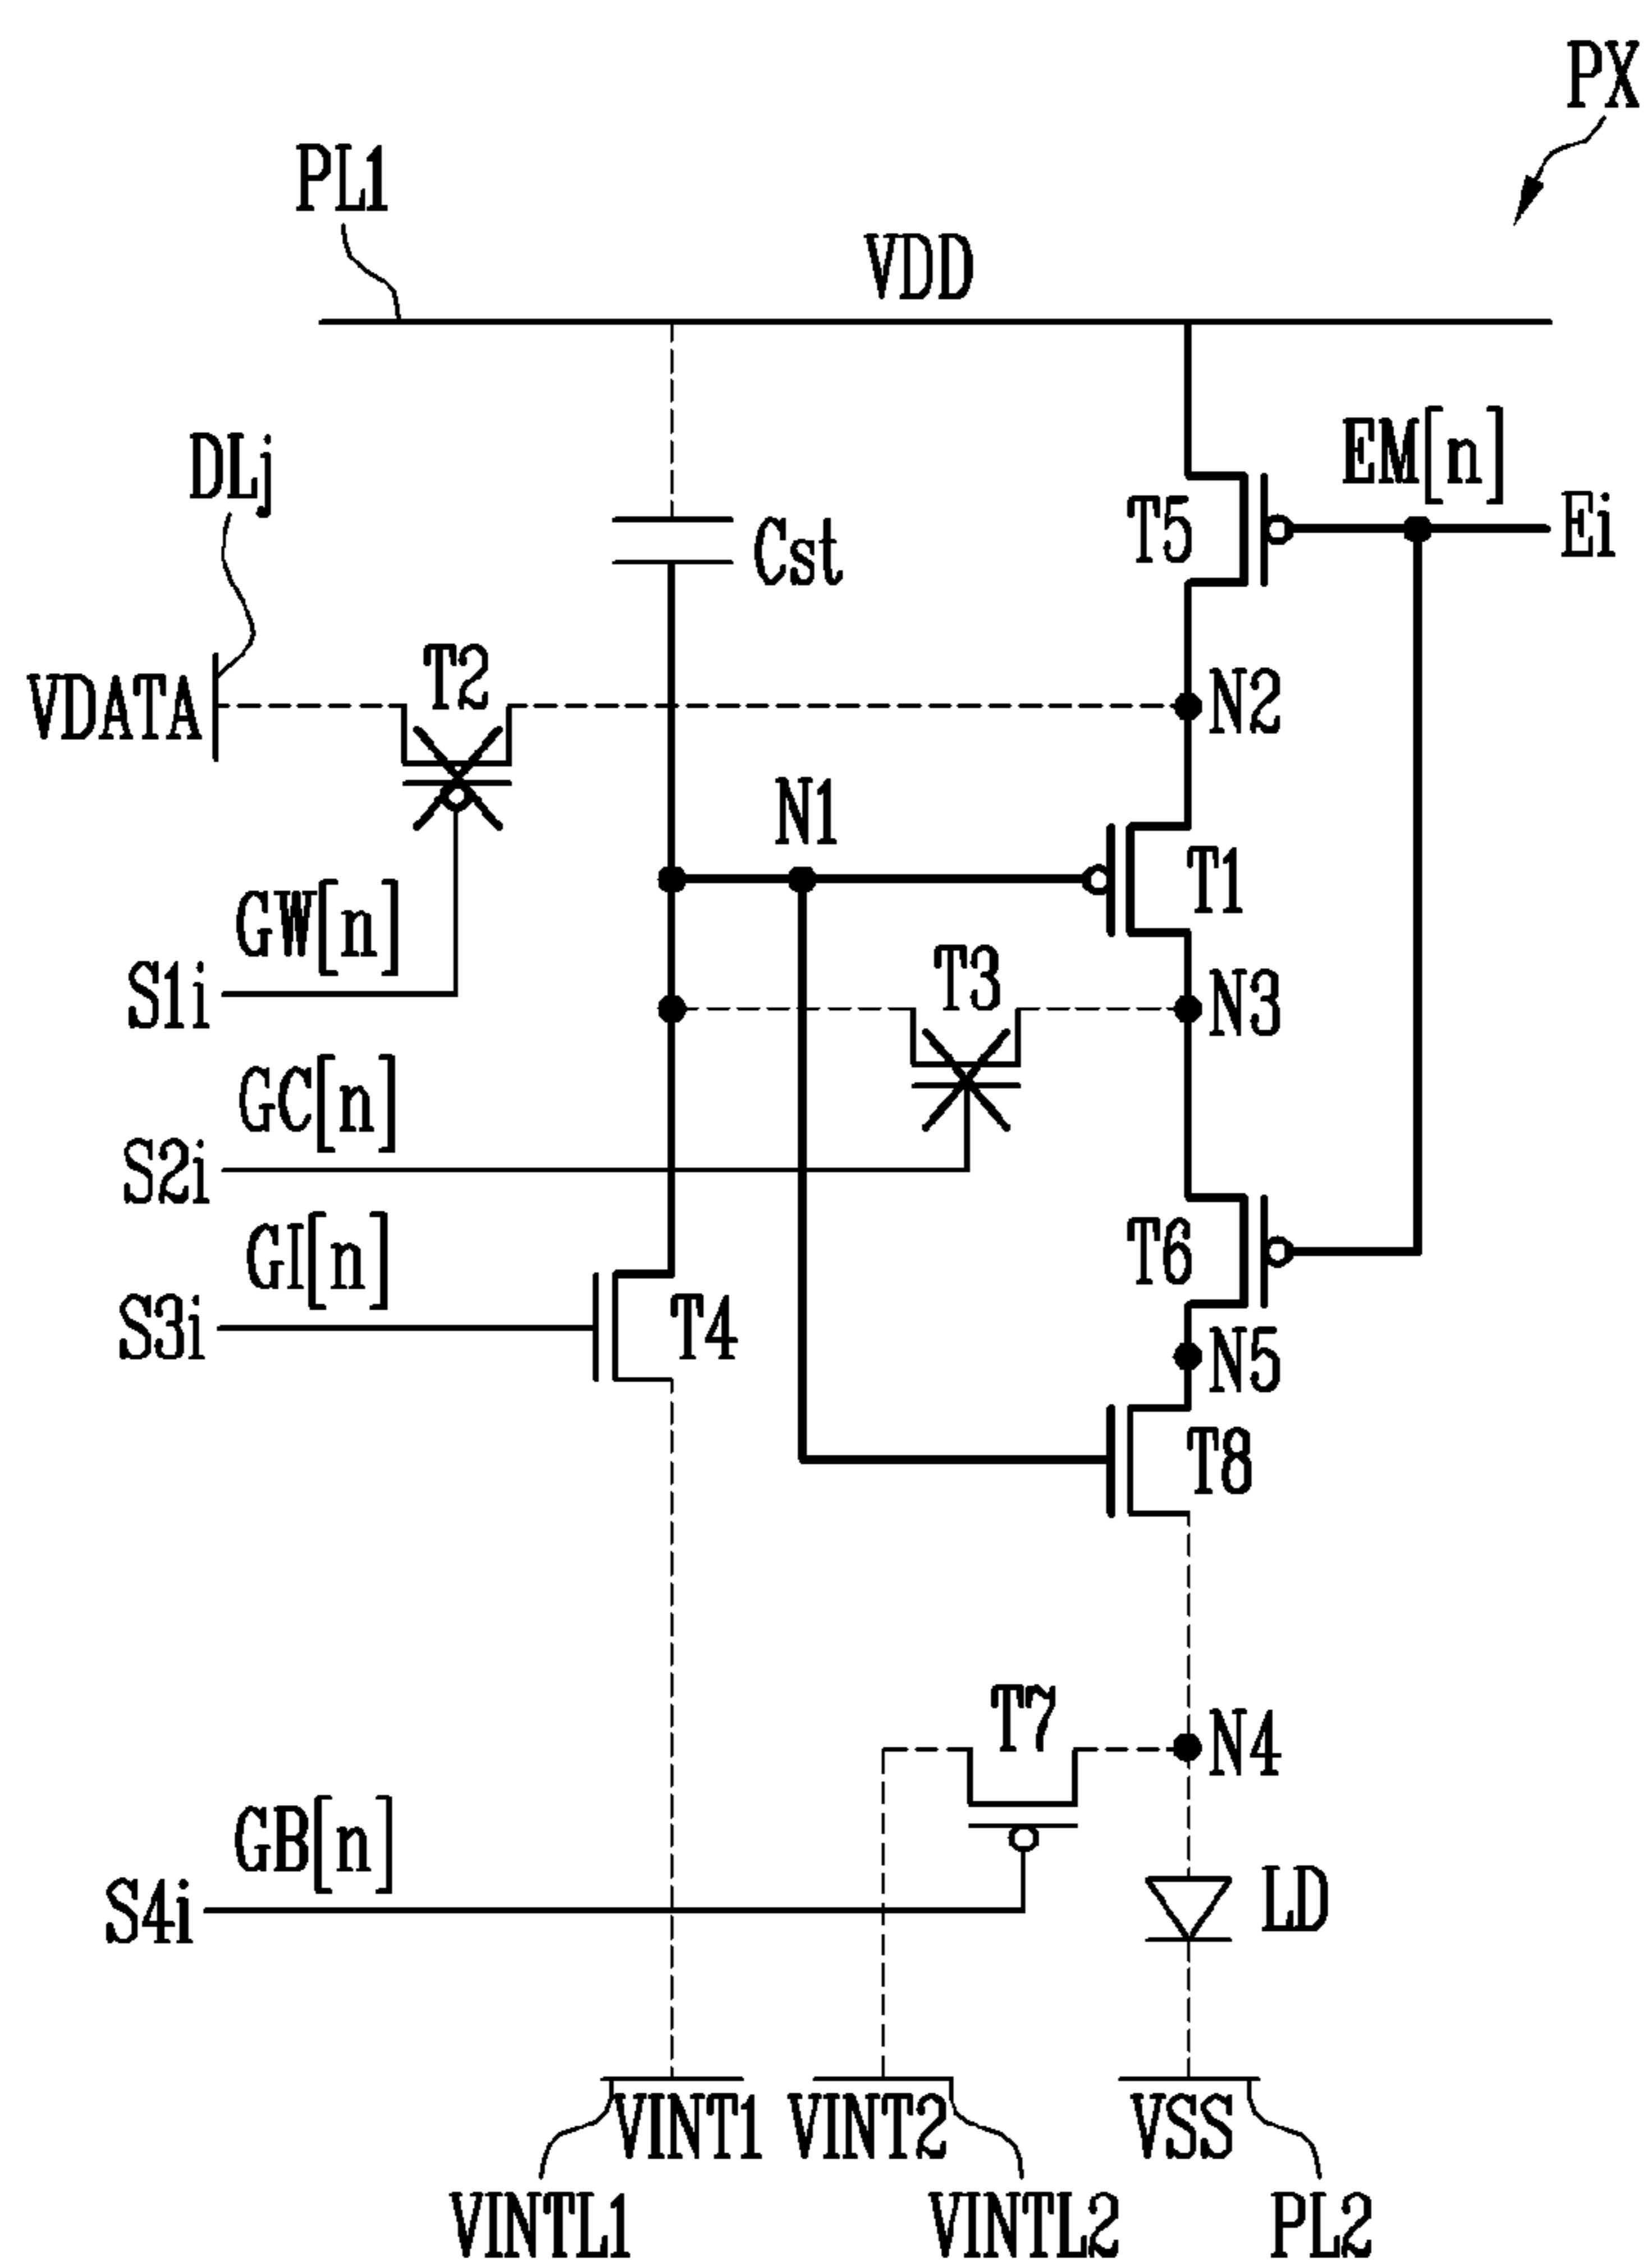 PX
PL1
VDD
DLj
EM[n]
Ei
T5
Cst
T2
VDATA
N2
N1
T1
GW[n]
S1i
T3
N3
GC[n]
S2i
GI[n]
S3i
T6
T4
N5
T8
T7
N4
GB[n]
S4i
LD
VINT1
VINT2
VSS
VINTL1
VINTL2
PL2